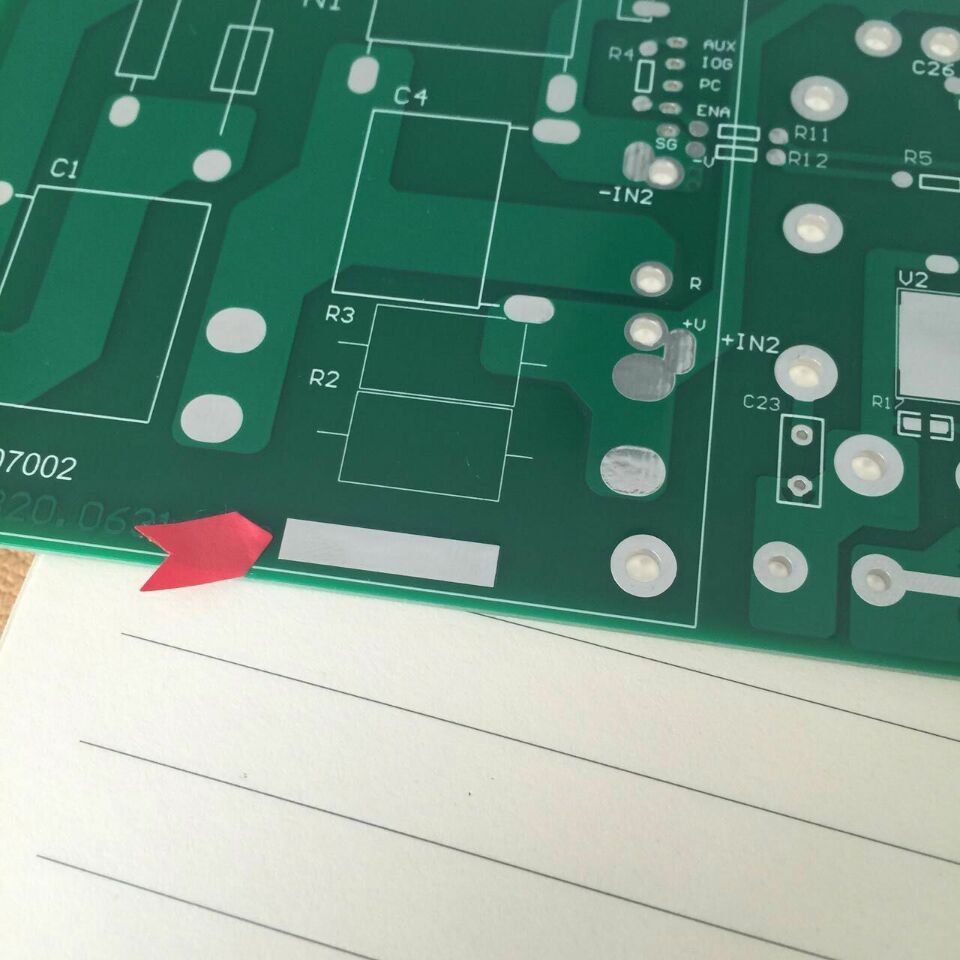 R4
AUX
IOG
PC
ENA
SG
-V
C26
C4
R11
R12
R5
C1
-IN2
R
V2
R3
+V
+IN2
R2
C23
R17
07002